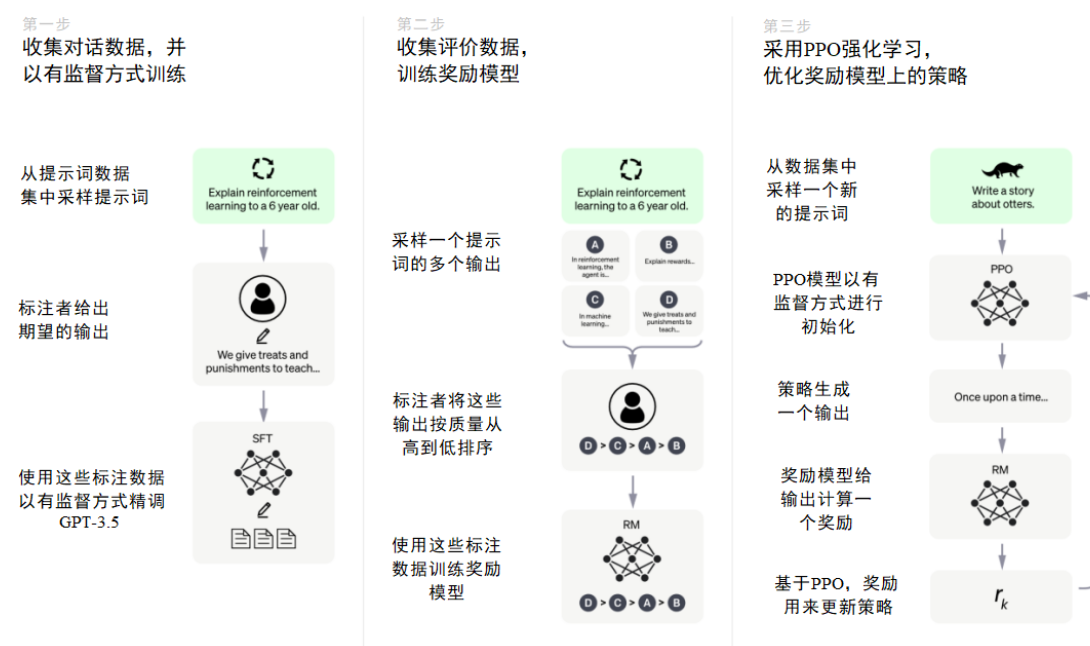 第一步
收集对话数据，并
以有监督方式训练
从提示词数据
集中采样提示词
Explain reinforcement
learning to a 6 year old.
标注者给出
期望的输出
We give treats and
punishments to teach...
SFT
使用这些标注数据
以有监督方式精调
GPT-3.5
第二步
收集评价数据，
训练奖励模型
Explain reinforcement
learning to a 6 year old.
采样一个提示
词的多个输出
A
In reinforcement
learning, the
agent is...
B
Explain rewards...
C
In machine
learning...
D
We give treats and
punishments to
teach...
标注者将这些
输出按质量从
高到低排序
D > C > A > B
使用这些标注
数据训练奖励
模型
RM
D > C > A > B
第三步
采用PPO强化学习，
优化奖励模型上的策略
从数据集中
采样一个新
的提示词
Write a story
about otters.
PPO
PPO模型以有
监督方式进行
初始化
策略生成
一个输出
Once upon a time...
RM
奖励模型给
输出计算一
个奖励
基于PPO，奖励
用来更新策略
rk